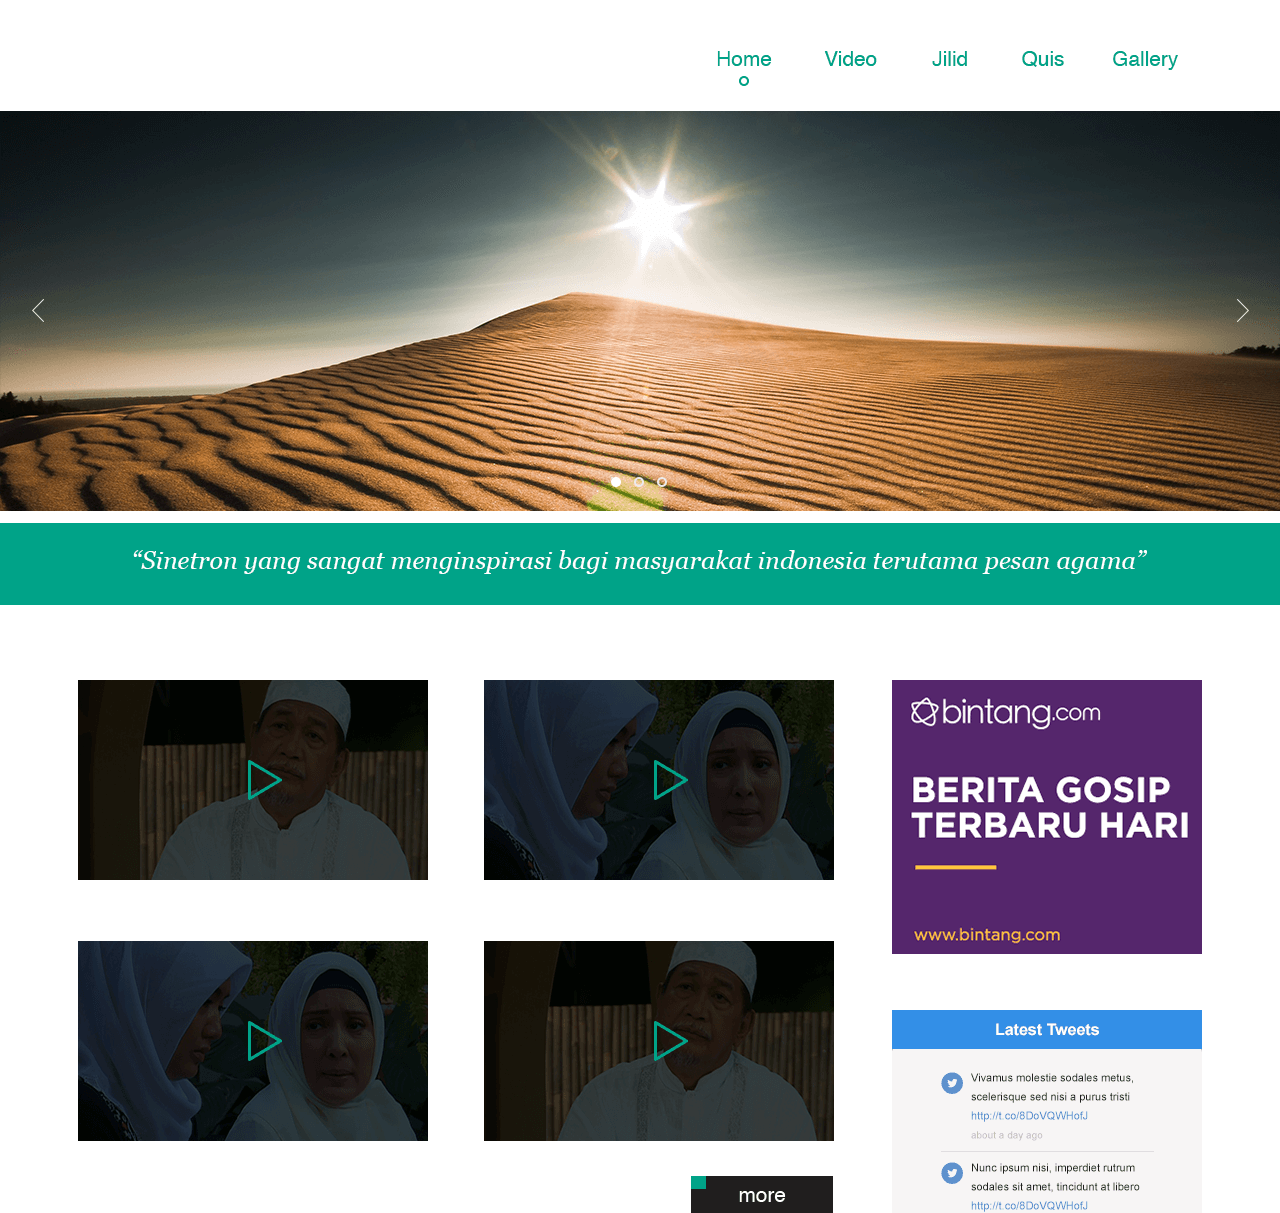 Home Video Jilid Quis Gallery
“Sinetron yang sangat menginspirasi bagi masyarakat indonesia terutama pesan agama”
bintang.com
BERITA GOSIP
TERBARU HARI
www.bintang.com
Latest Tweets
Vivamus molestie sodales metus,
scelerisque sed nisi a purus tristi
http://t.co/8DoVQWHofJ
about a day ago
Nunc ipsum nisi, imperdiet rutrum
sodales sit amet, tincidunt at libero
http://t.co/8DoVQWHofJ
more